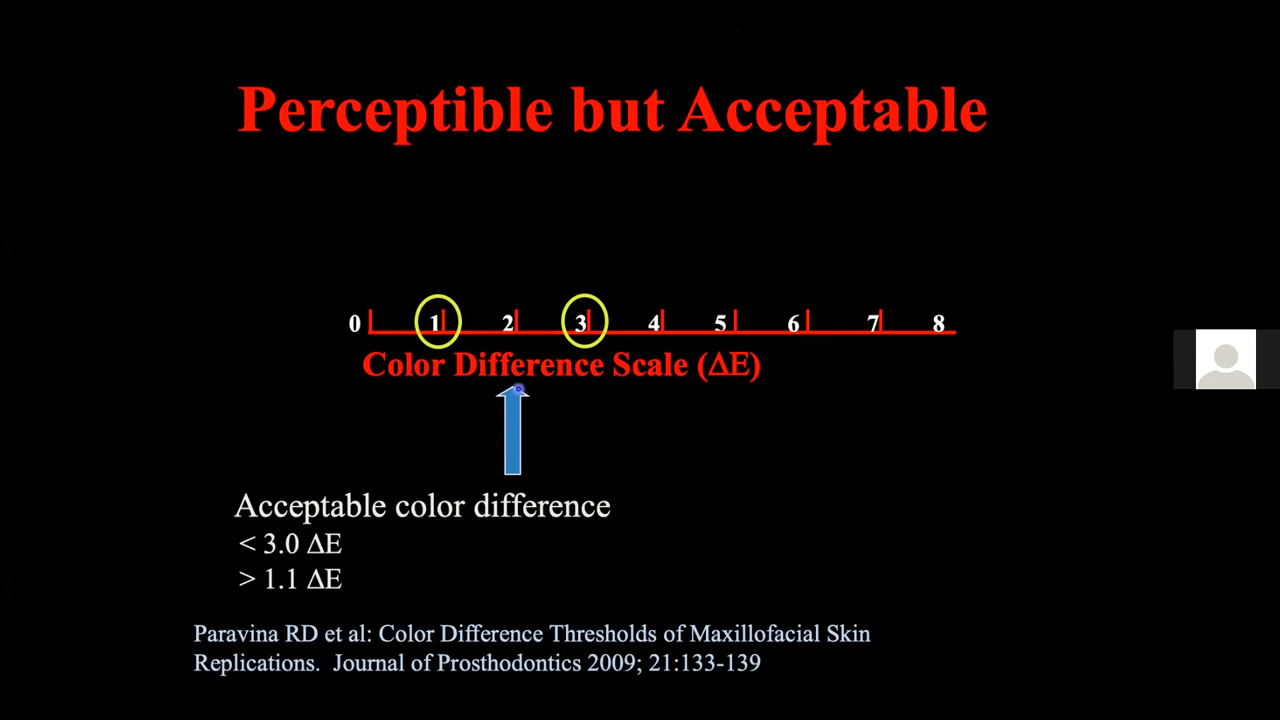 Perceptible but Acceptable
0 1 2 3 4 5 6 7 8
Color Difference Scale (ΔE)
Acceptable color difference
< 3.0 ΔE
> 1.1 ΔE
Paravina RD et al: Color Difference Thresholds of Maxillofacial Skin
Replications. Journal of Prosthodontics 2009; 21:133-139